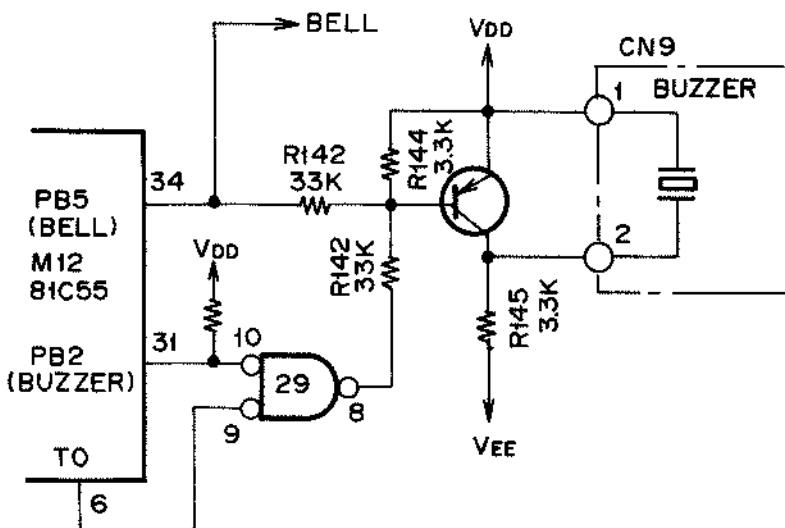 BELL
VDD
CN9
BUZZER
1
R142
33K
R144
3.3K
34
PB5
(BELL)
M12
81C55
VDD
R142
33K
2
R145
3.3K
31
10
PB2
(BUZZER)
29
8
9
VEE
TO
6